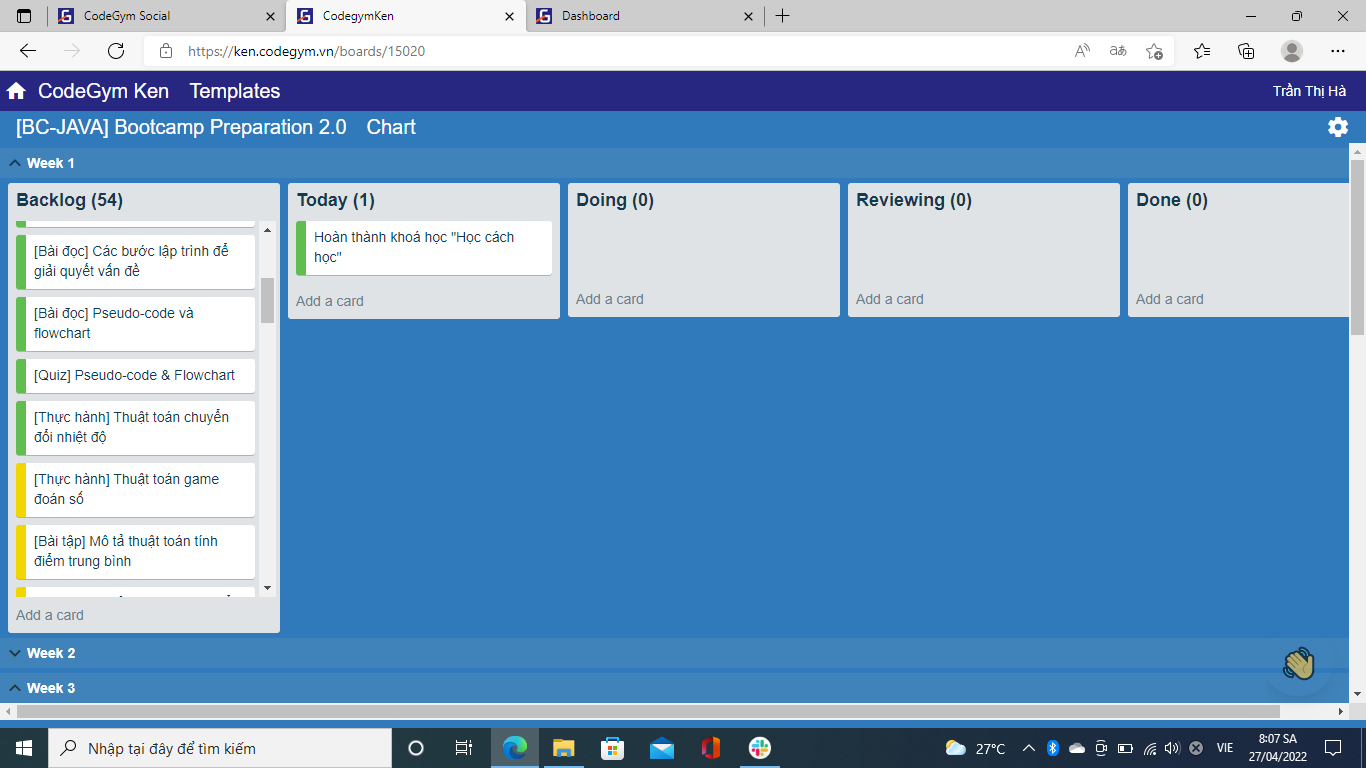 CodeGym Social
CodegymKen
Dashboard
https://ken.codegym.vn/boards/15020
CodeGym Ken
Templates
Trần Thị Hà
[BC-JAVA] Bootcamp Preparation 2.0
Chart
Week 1
Backlog (54)
[Bài đọc] Các bước lập trình để
giải quyết vấn đề
[Bài đọc] Pseudo-code và
flowchart
[Quiz] Pseudo-code & Flowchart
[Thực hành] Thuật toán chuyển
đổi nhiệt độ
[Thực hành] Thuật toán game
đoán số
[Bài tập] Mô tả thuật toán tính
điểm trung bình
Add a card
Today (1)
Hoàn thành khoá học "Học cách
học"
Add a card
Doing (0)
Add a card
Reviewing (0)
Add a card
Done (0)
Add a card
Week 2
Week 3
Nhập tại đây để tìm kiếm
27°C
VIE
8:07 SA
27/04/2022